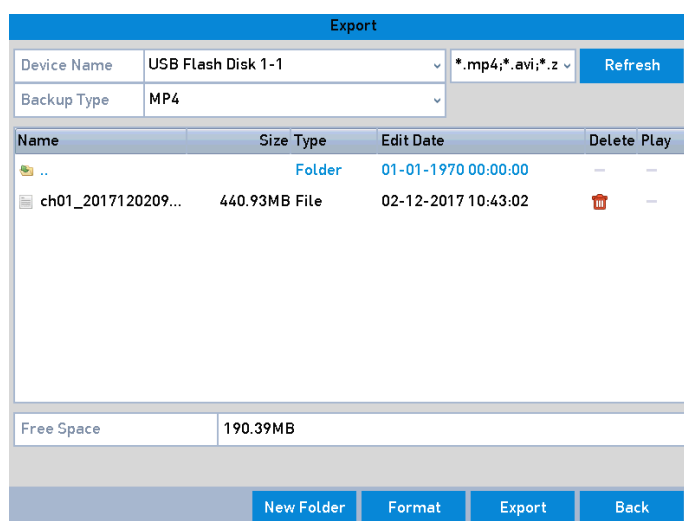 Export
Device Name USB Flash Disk 1-1 *.mp4;*.avi;*.z Refresh
Backup Type MP4
Name Size Type Edit Date Delete Play
.. Folder 01-01-1970 00:00:00 — —
ch01_2017120209... 440.93MB File 02-12-2017 10:43:02 —
Free Space 190.39MB
New Folder Format Export Back